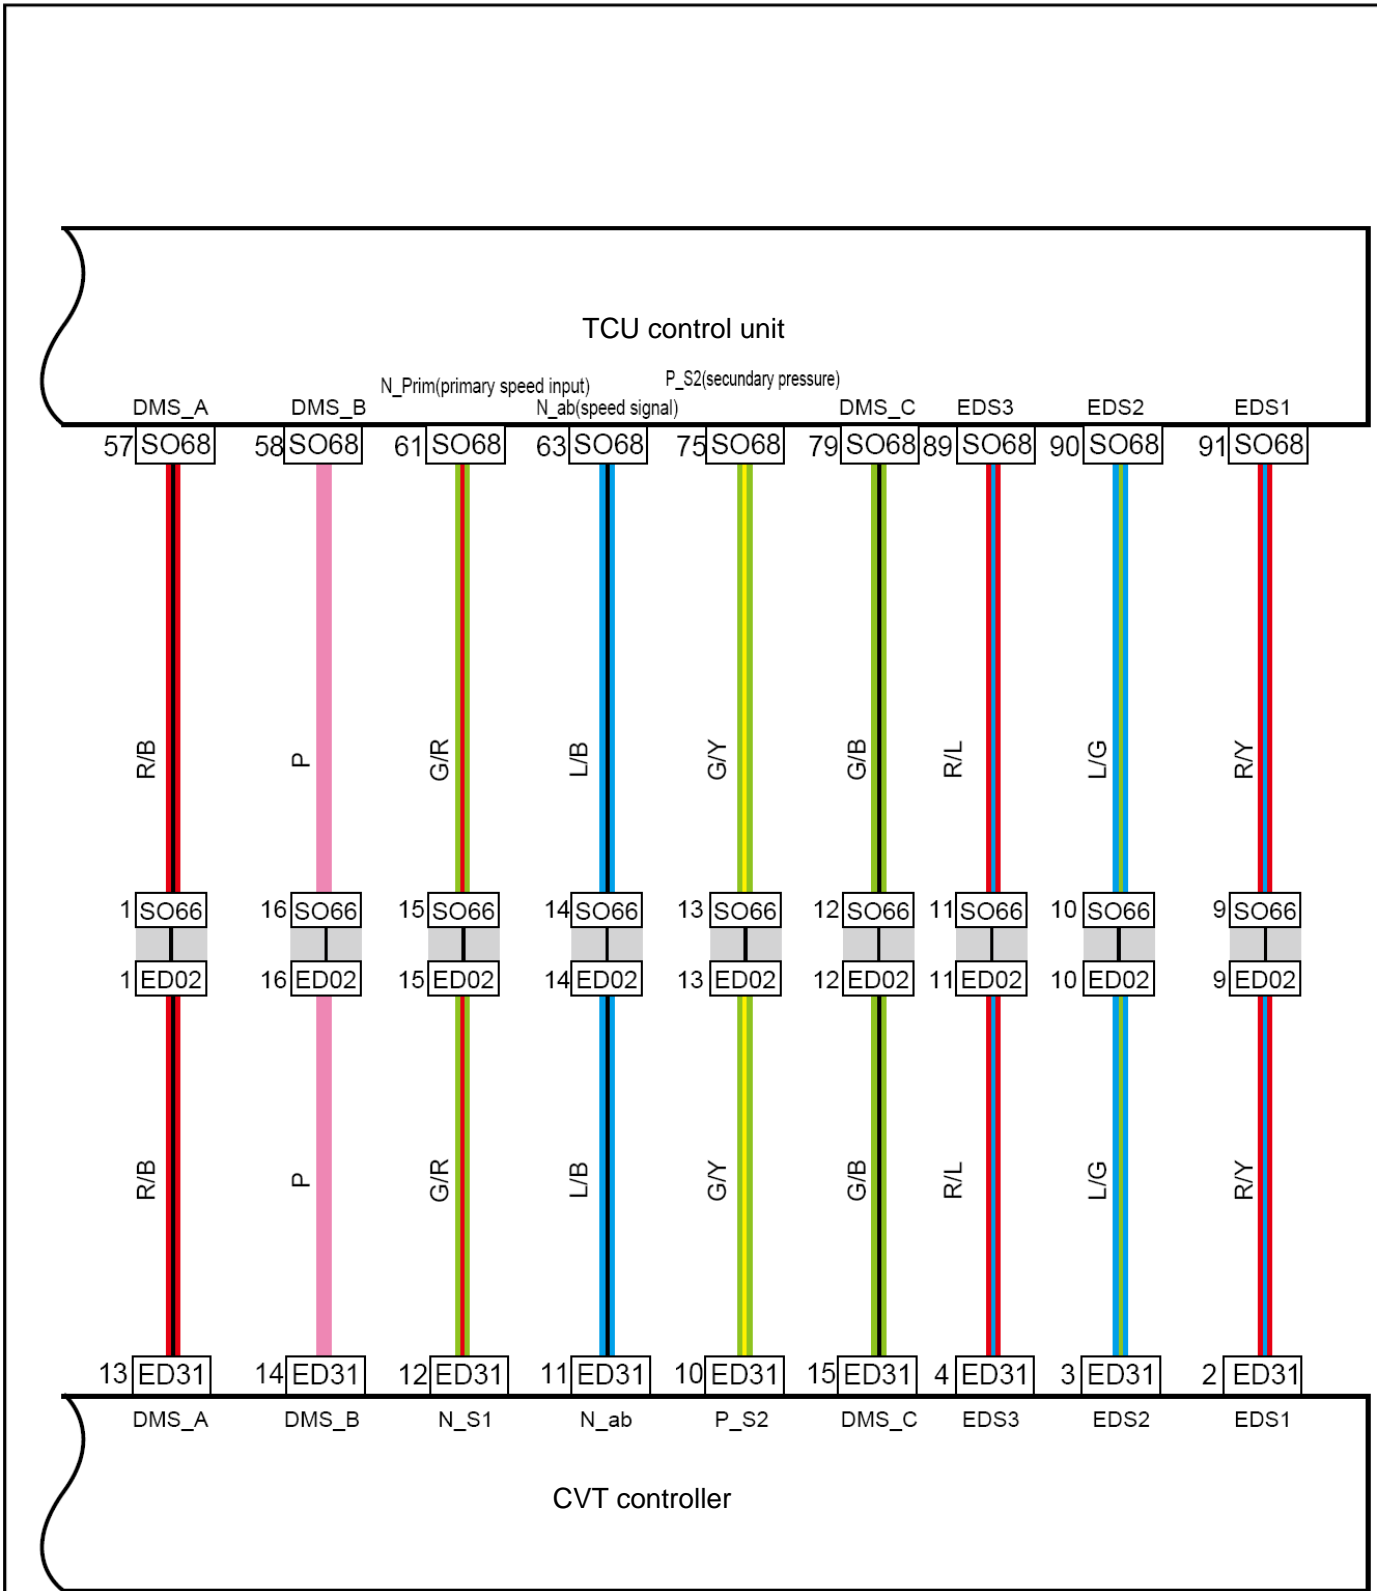 TCU control unit
N_Prim(primary speed input)
P_S2(secundary pressure)
DMS_A DMS_B N_ab(speed signal) DMS_C EDS3 EDS2 EDS1
57 SO68 58 SO68 61 SO68 63 SO68 75 SO68 79 SO68 89 SO68 90 SO68 91 SO68
R/B P G/R L/B G/Y G/B R/L L/G R/Y
1 SO66 16 SO66 15 SO66 14 SO66 13 SO66 12 SO66 11 SO66 10 SO66 9 SO66
1 ED02 16 ED02 15 ED02 14 ED02 13 ED02 12 ED02 11 ED02 10 ED02 9 ED02
R/B P G/R L/B G/Y G/B R/L L/G R/Y
13 ED31 14 ED31 12 ED31 11 ED31 10 ED31 15 ED31 4 ED31 3 ED31 2 ED31
DMS_A DMS_B N_S1 N_ab P_S2 DMS_C EDS3 EDS2 EDS1
CVT controller